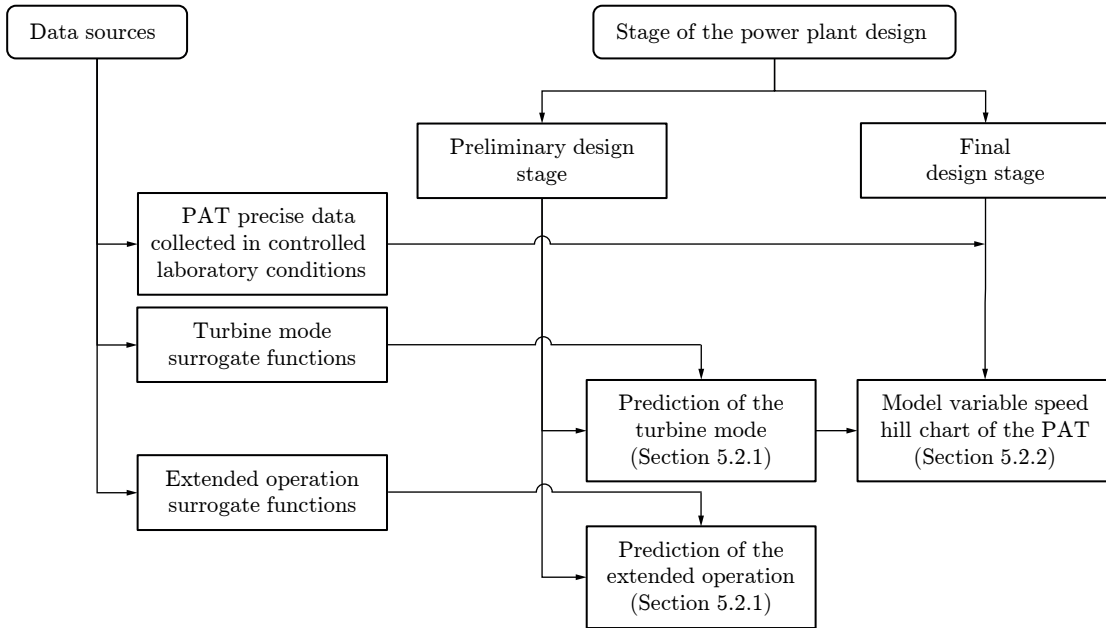 Data sources
Stage of the power plant design
Preliminary design
stage
Final
design stage
PAT precise data
collected in controlled
laboratory conditions
Turbine mode
surrogate functions
Prediction of the
turbine mode
(Section 5.2.1)
Model variable speed
hill chart of the PAT
(Section 5.2.2)
Extended operation
surrogate functions
Prediction of the
extended operation
(Section 5.2.1)